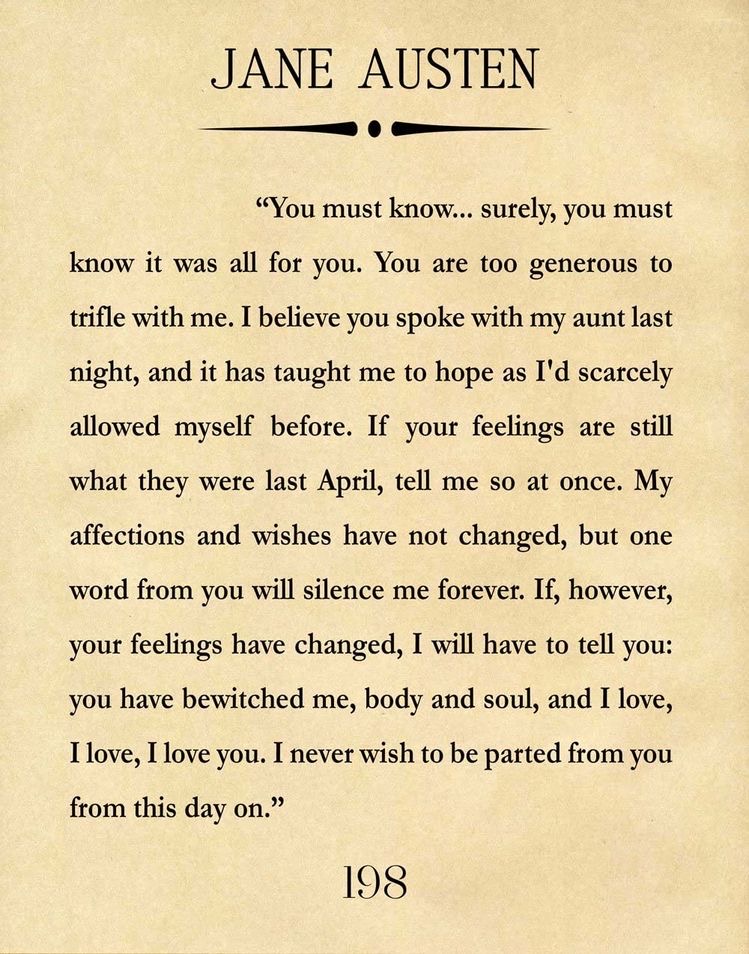 JANE AUSTEN
“You must know... surely, you must
know it was all for you. You are too generous to
trifle with me. I believe you spoke with my aunt last
night, and it has taught me to hope as I'd scarcely
allowed myself before. If your feelings are still
what they were last April, tell me so at once. My
affections and wishes have not changed, but one
word from you will silence me forever. If, however,
your feelings have changed, I will have to tell you:
you have bewitched me, body and soul, and I love,
I love, I love you. I never wish to be parted from you
from this day on.”
198